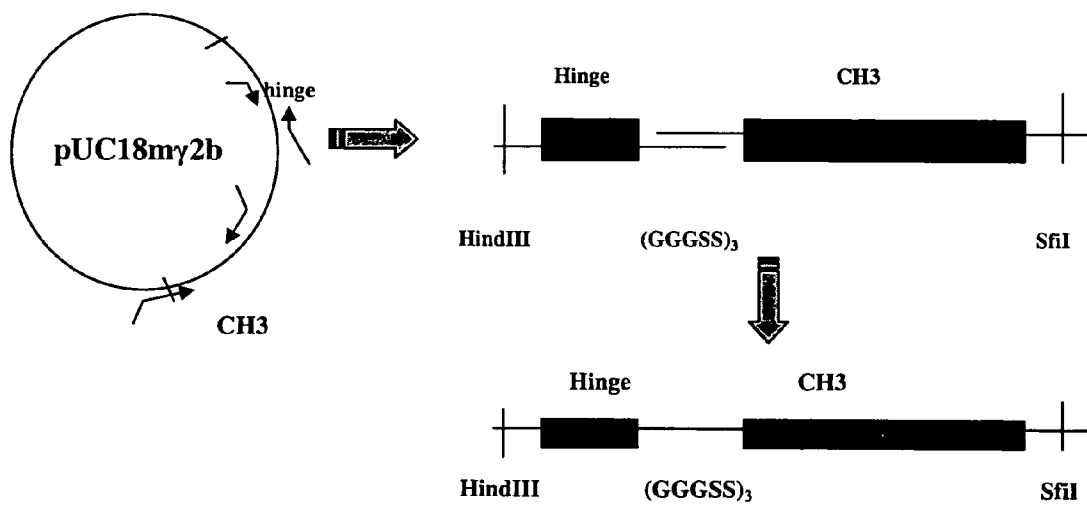 hinge
pUC18mγ2b
CH3
Hinge CH3
HindIII (GGGSS)₃ SfiI
Hinge CH3
HindIII (GGGSS)₃ SfiI